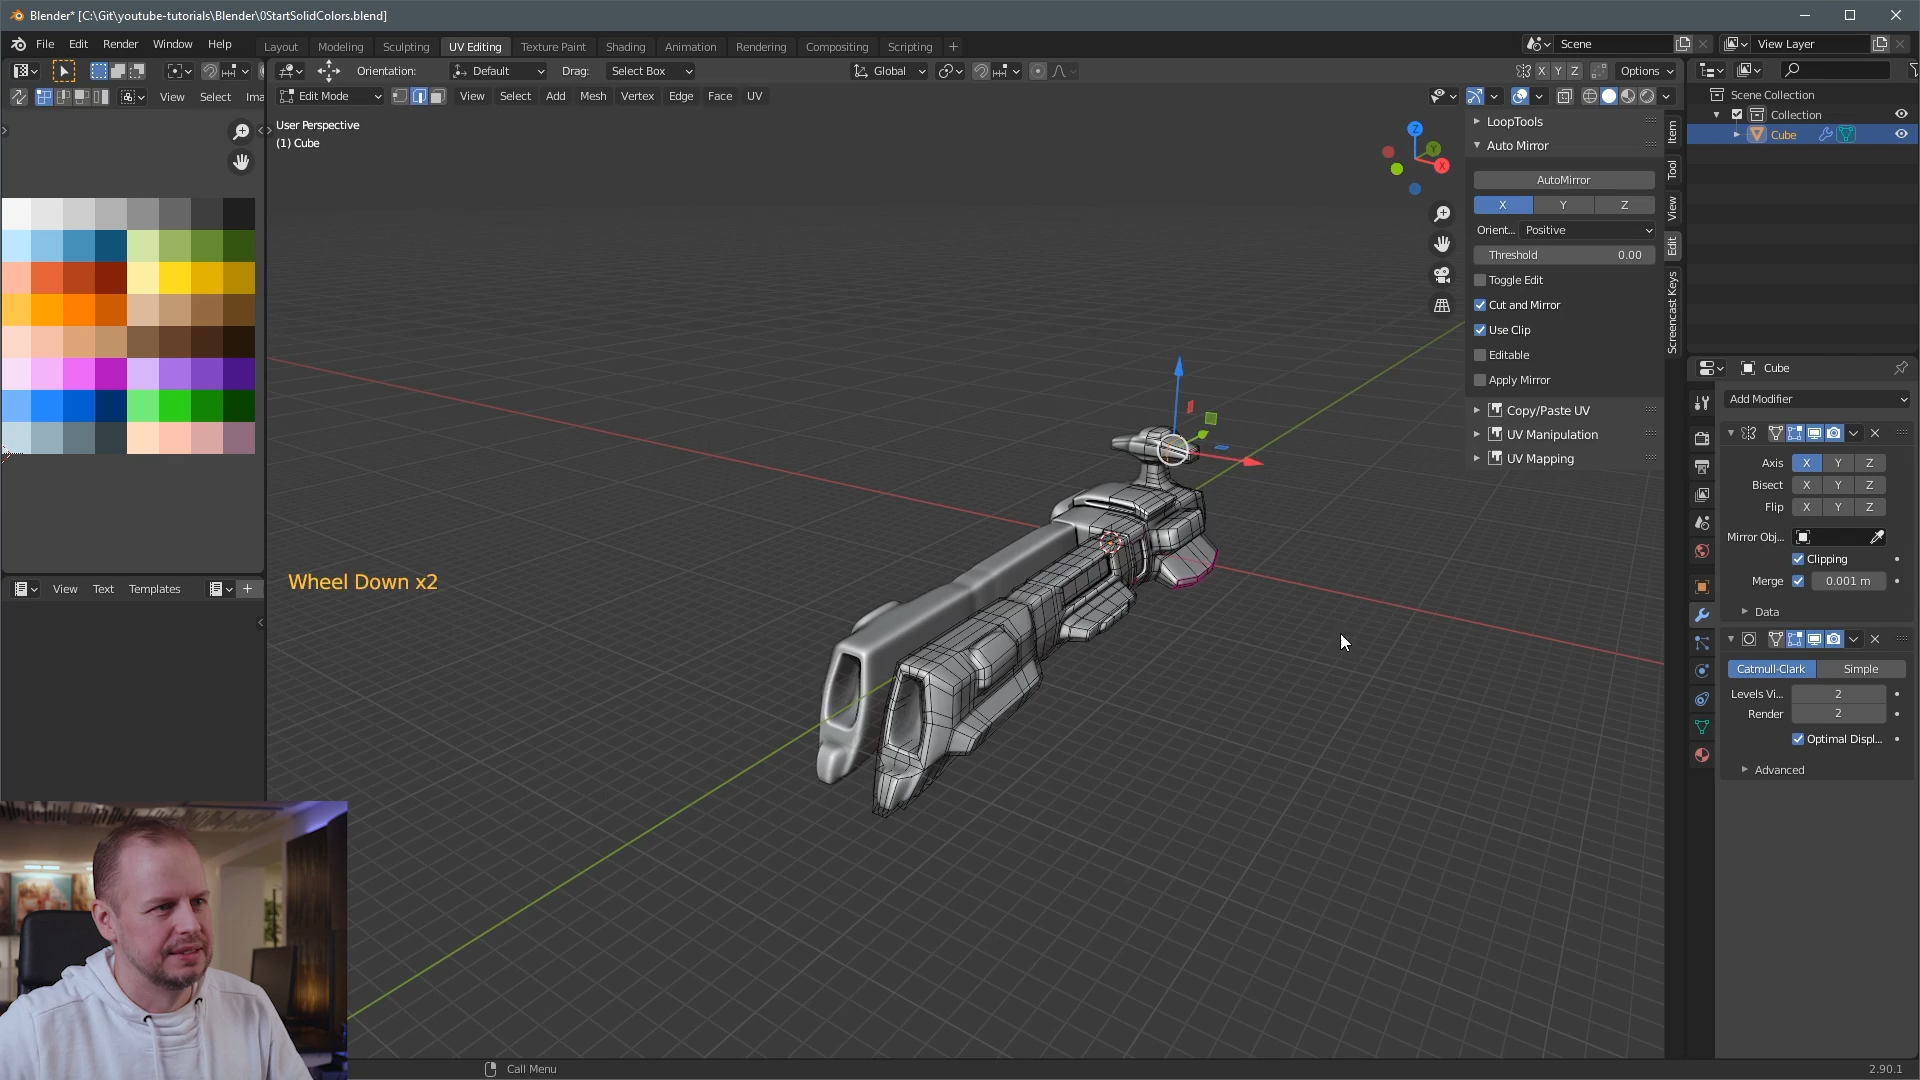 Blender* [C:\Git\youtube-tutorials\Blender\0StartSolidColors.blend]
File Edit Render Window Help
Layout Modeling Sculpting UV Editing Texture Paint Shading Animation Rendering Compositing Scripting +
Scene
View Layer
Orientation: Default Drag: Select Box
Global
X Y Z
Options
View Select Ima
Edit Mode
View Select Add Mesh Vertex Edge Face UV
User Perspective
(1) Cube
Wheel Down x2
Z
Y
X
LoopTools
Auto Mirror
AutoMirror
X Y Z
Orient... Positive
Threshold 0.00
Toggle Edit
Cut and Mirror
Use Clip
Editable
Apply Mirror
Copy/Paste UV
UV Manipulation
UV Mapping
Item
Tool
View
Edit
Screencast Keys
Scene Collection
Collection
Cube
Cube
Add Modifier
Axis X Y Z
Bisect X Y Z
Flip X Y Z
Mirror Obj...
Clipping
Merge 0.001 m
Data
Catmull-Clark Simple
Levels Vi... 2
Render 2
Optimal Displ...
Advanced
View Text Templates
Call Menu
2.90.1